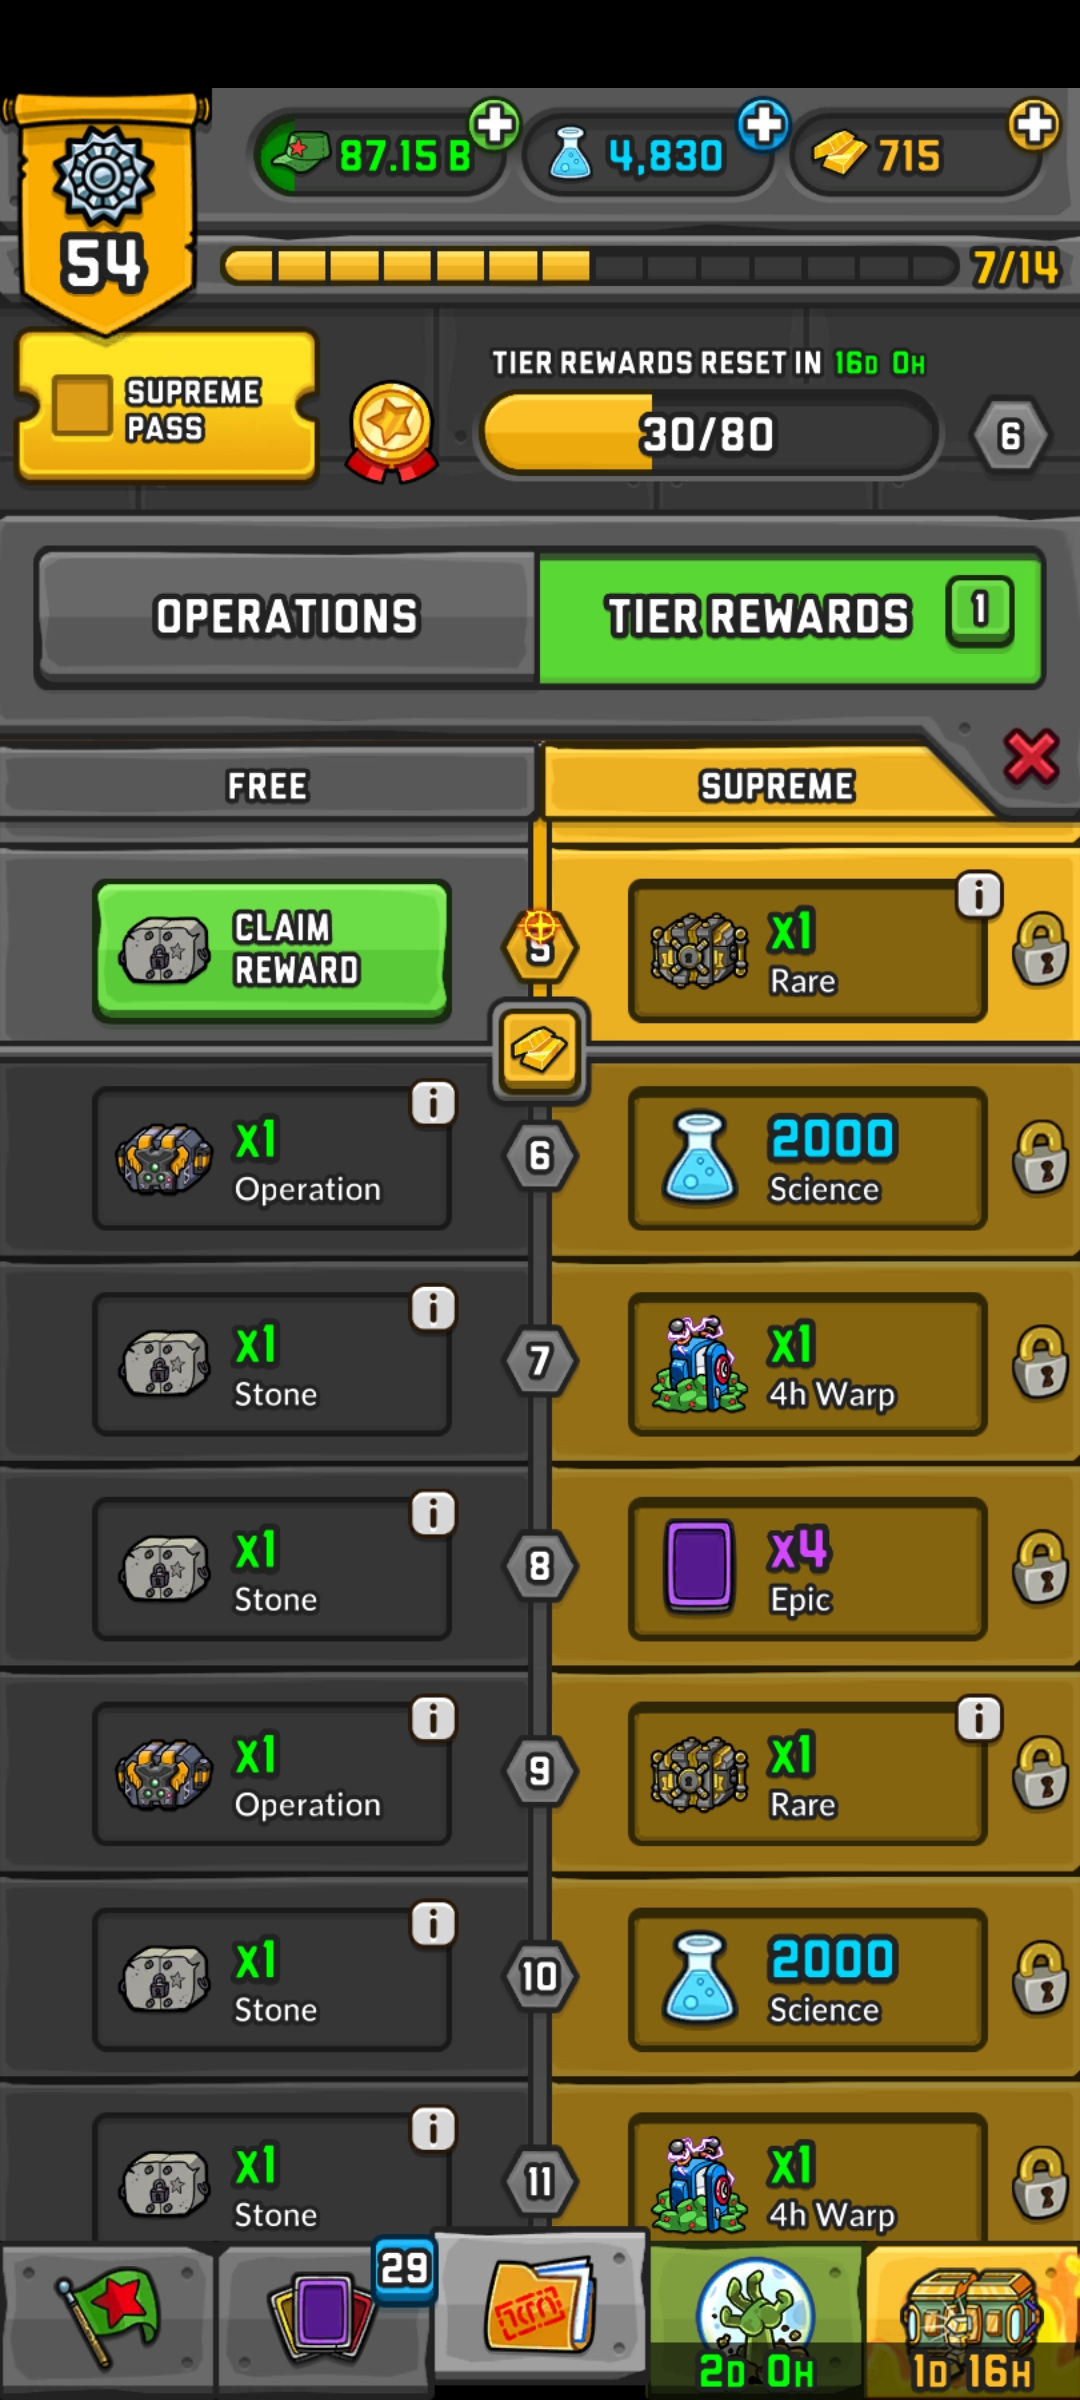 87.15 B
4,830
715
54
7/14
TIER REWARDS RESET IN 16D 0H
SUPREME
PASS
30/80
6
OPERATIONS
TIER REWARDS
1
FREE
SUPREME
CLAIM
REWARD
5
x1
Rare
x1
Operation
6
2000
Science
x1
Stone
7
x1
4h Warp
x1
Stone
8
x4
Epic
x1
Operation
9
x1
Rare
x1
Stone
10
2000
Science
x1
Stone
11
x1
4h Warp
29
2D 0H
1D 16H